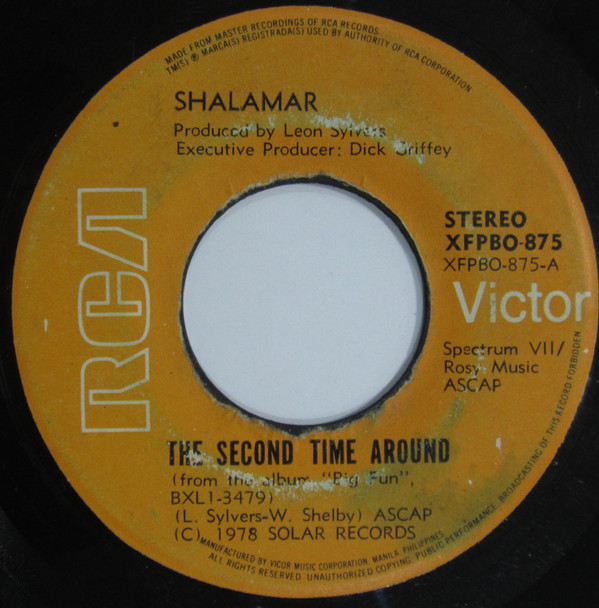 MADE FROM MASTER RECORDINGS OF RCA RECORDS
TM(S) ® MARCA(S) REGISTRADA(S) USED BY AUTHORITY OF RCA CORPORATION
SHALAMAR
Produced by Leon Sylvers
Executive Producer: Dick Griffey
RCA
STEREO
XFPBO-875
XFPBO-875-A
Victor
Spectrum VII/
Rosy Music
ASCAP
THE SECOND TIME AROUND
(from the album "Big Fun",
BXL1-3479)
(L. Sylvers-W. Shelby) ASCAP
(C) 1978 SOLAR RECORDS
MANUFACTURED BY VICTOR MUSIC CORPORATION, MANILA, PHILIPPINES
ALL RIGHTS RESERVED. UNAUTHORIZED COPYING, PUBLIC PERFORMANCE, BROADCASTING OF THIS RECORD FORBIDDEN